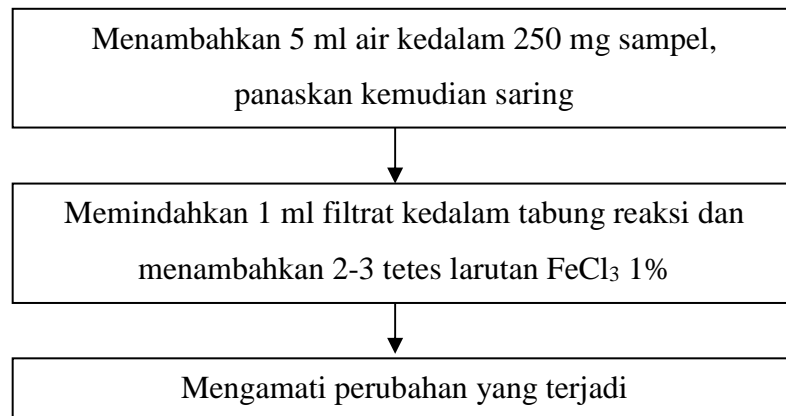 Menambahkan 5 ml air kedalam 250 mg sampel,
panaskan kemudian saring
Memindahkan 1 ml filtrat kedalam tabung reaksi dan
menambahkan 2-3 tetes larutan FeCl₃ 1%
Mengamati perubahan yang terjadi